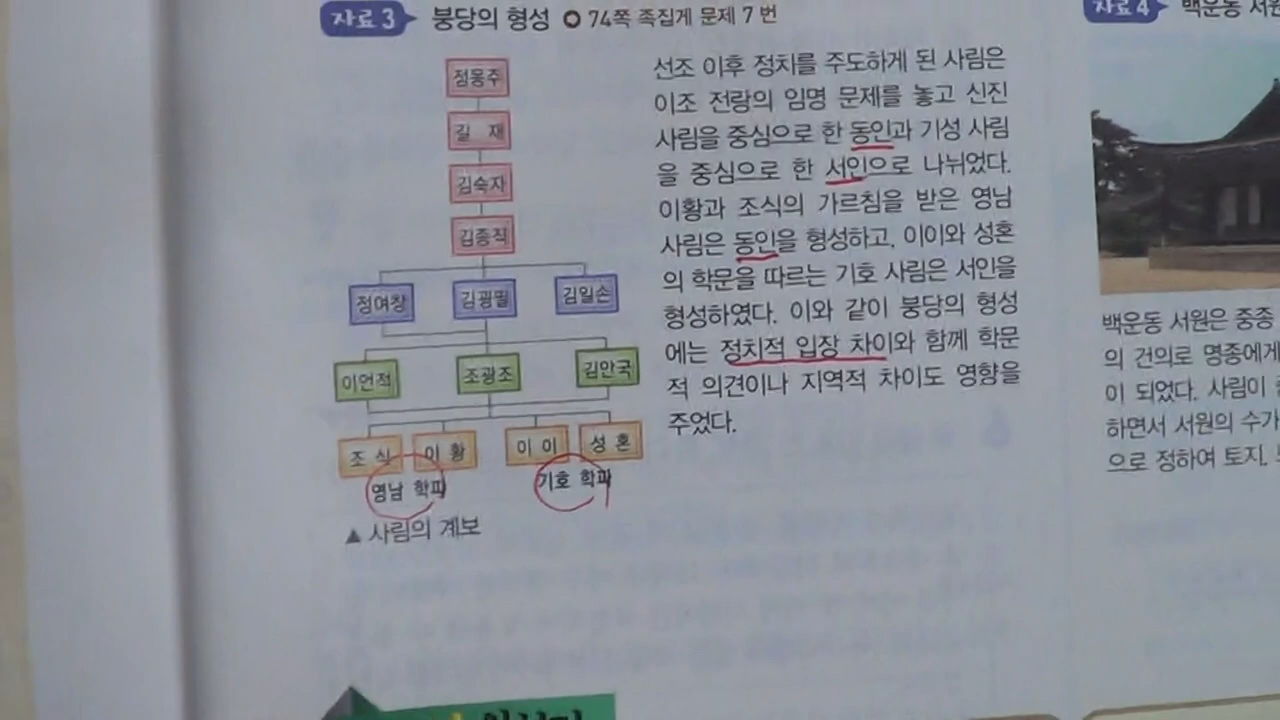 자료 3 붕당의 형성 74쪽 족집게 문제 7 번
정몽주
길 재
김숙자
김종직
정여창 김굉필 김일손
이언적 조광조 김안국
조 식 이 황 이 이 성 혼
영남 학파 기호 학파
▲ 사림의 계보
선조 이후 정치를 주도하게 된 사림은
이조 전랑의 임명 문제를 놓고 신진
사림을 중심으로 한 동인과 기성 사림
을 중심으로 한 서인으로 나뉘었다.
이황과 조식의 가르침을 받은 영남
사림은 동인을 형성하고, 이이와 성혼
의 학문을 따르는 기호 사림은 서인을
형성하였다. 이와 같이 붕당의 형성
에는 정치적 입장 차이와 함께 학문
적 의견이나 지역적 차이도 영향을
주었다.
자료 4 백운동 서원
백운동 서원은 중종
의 건의로 명종에게
이 되었다. 사림이
하면서 서원의 수가
으로 정하여 토지,